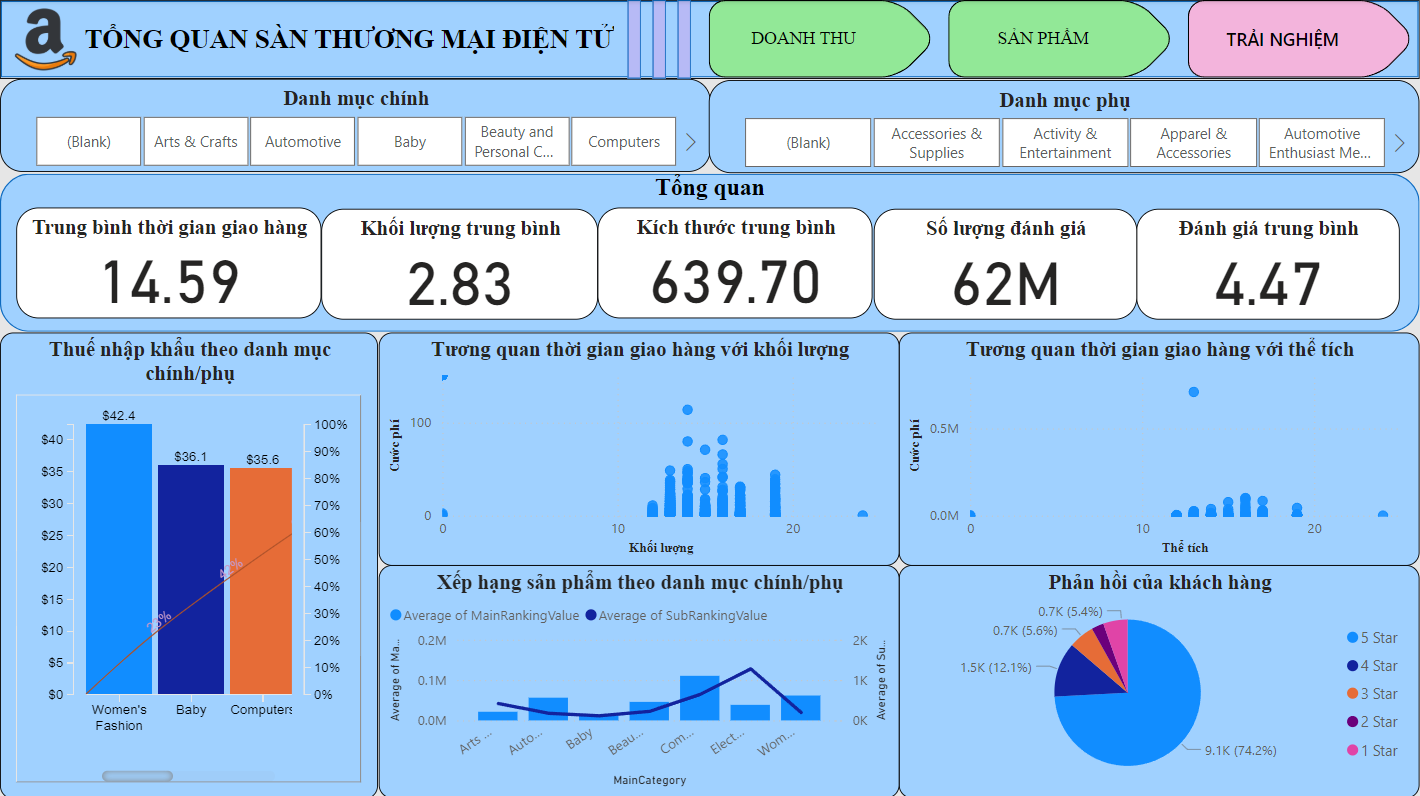 a
TỔNG QUAN SÀN THƯƠNG MẠI ĐIỆN TỬ
DOANH THU
SẢN PHẨM
TRẢI NGHIỆM
Danh mục chính
(Blank)
Arts & Crafts
Automotive
Baby
Beauty and
Personal C...
Computers
Danh mục phụ
(Blank)
Accessories &
Supplies
Activity &
Entertainment
Apparel &
Accessories
Automotive
Enthusiast Me...
Tổng quan
Trung bình thời gian giao hàng
14.59
Khối lượng trung bình
2.83
Kích thước trung bình
639.70
Số lượng đánh giá
62M
Đánh giá trung bình
4.47
Thuế nhập khẩu theo danh mục
chính/phụ
$42.4
$36.1
$35.6
$40
$35
$30
$25
$20
$15
$10
$5
$0
100%
90%
80%
70%
60%
50%
40%
30%
20%
10%
0%
Women's
Fashion
Baby
Computers
Tương quan thời gian giao hàng với khối lượng
Cước phí
100
0
0
10
20
Khối lượng
Tương quan thời gian giao hàng với thể tích
Cước phí
0.5M
0.0M
0
10
20
Thể tích
Xếp hạng sản phẩm theo danh mục chính/phụ
Average of MainRankingValue
Average of SubRankingValue
Average of Ma...
0.2M
0.1M
0.0M
2K
1K
0K
Average of Su...
Arts ...
Auto...
Baby
Beau...
Com...
Elect...
Wom...
MainCategory
Phản hồi của khách hàng
0.7K (5.4%)
0.7K (5.6%)
1.5K (12.1%)
9.1K (74.2%)
5 Star
4 Star
3 Star
2 Star
1 Star